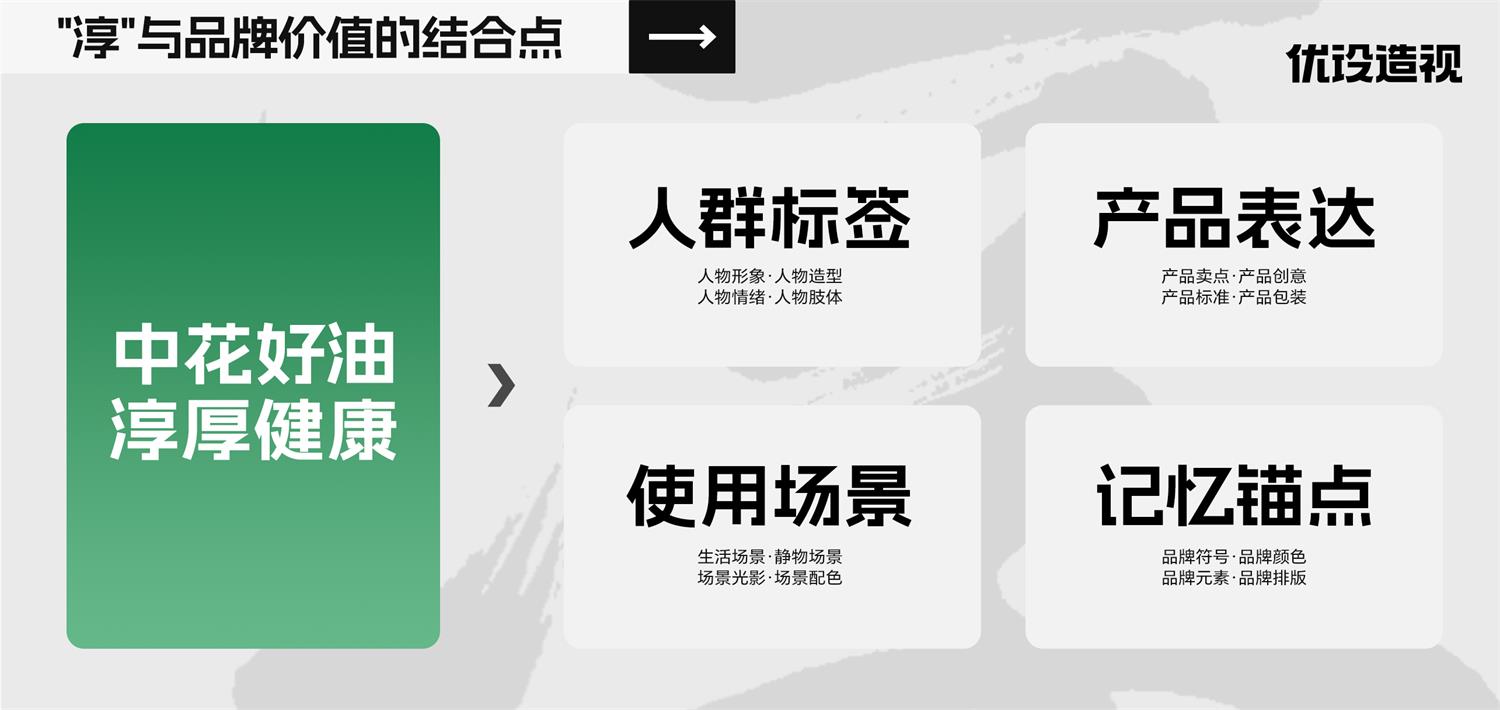 "淳"与品牌价值的结合点
优设造视
中花好油
淳厚健康
人群标签
人物形象·人物造型
人物情绪·人物肢体
产品表达
产品卖点·产品创意
产品标准·产品包装
使用场景
生活场景·静物场景
场景光影·场景配色
记忆锚点
品牌符号·品牌颜色
品牌元素·品牌排版